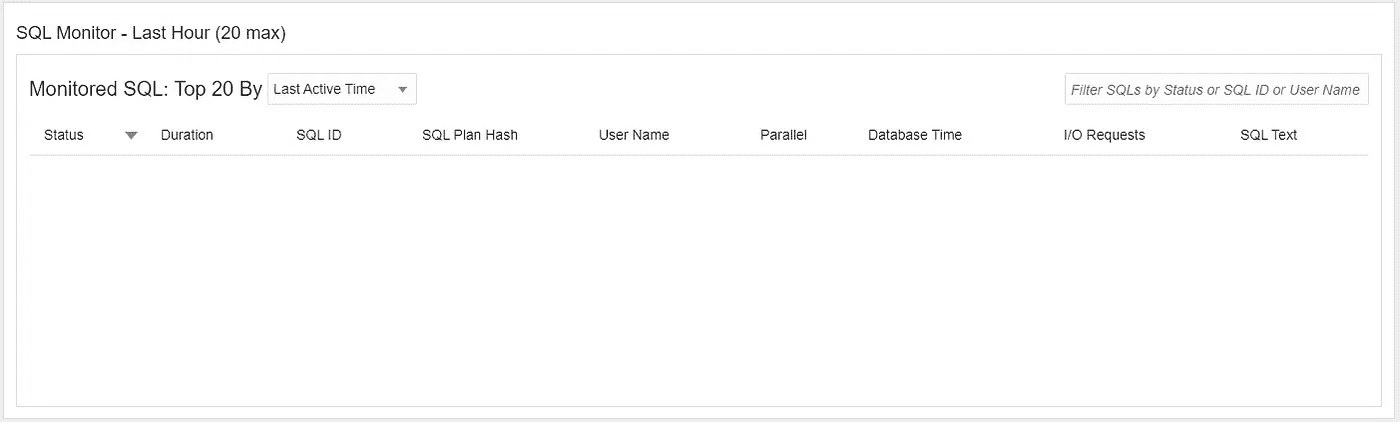 SQL Monitor - Last Hour (20 max)
Monitored SQL: Top 20 By Last Active Time Filter SQLs by Status or SQL ID or User Name
Status Duration SQL ID SQL Plan Hash User Name Parallel Database Time I/O Requests SQL Text